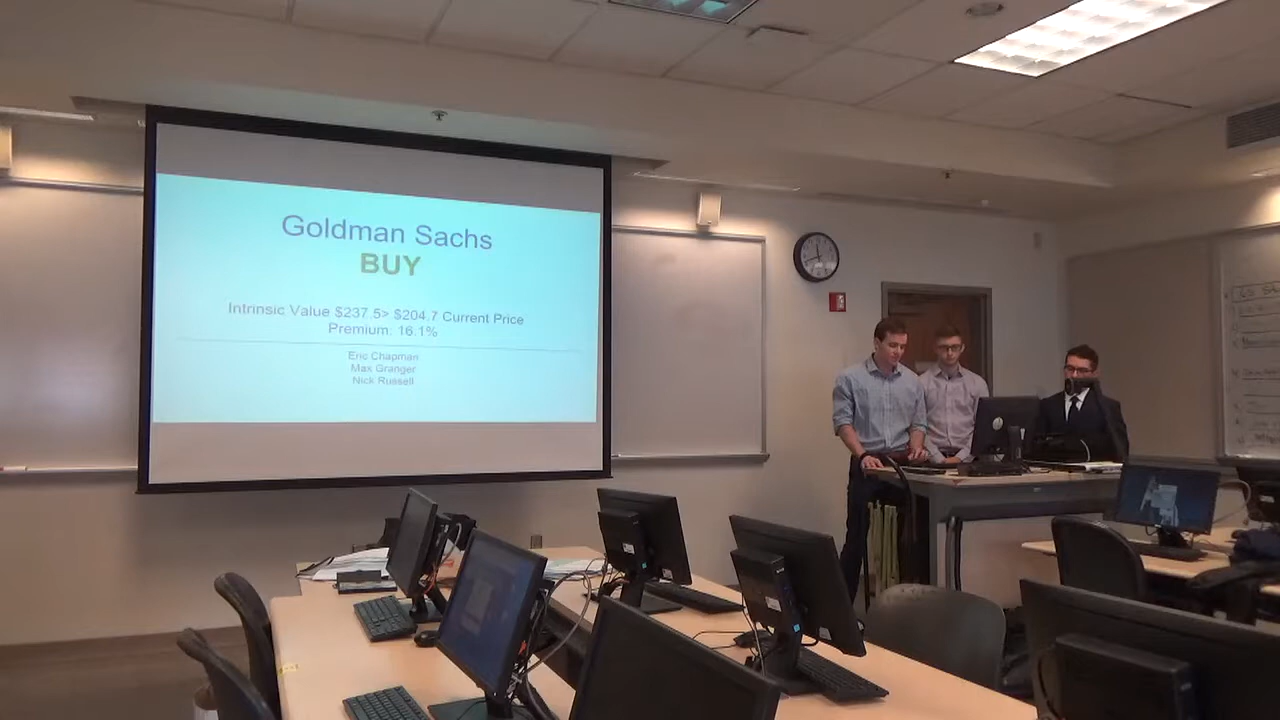 Goldman Sachs
BUY
Intrinsic Value $237.5> $204.7 Current Price
Premium: 16.1%
Eric Chapman
Max Granger
Nick Russell